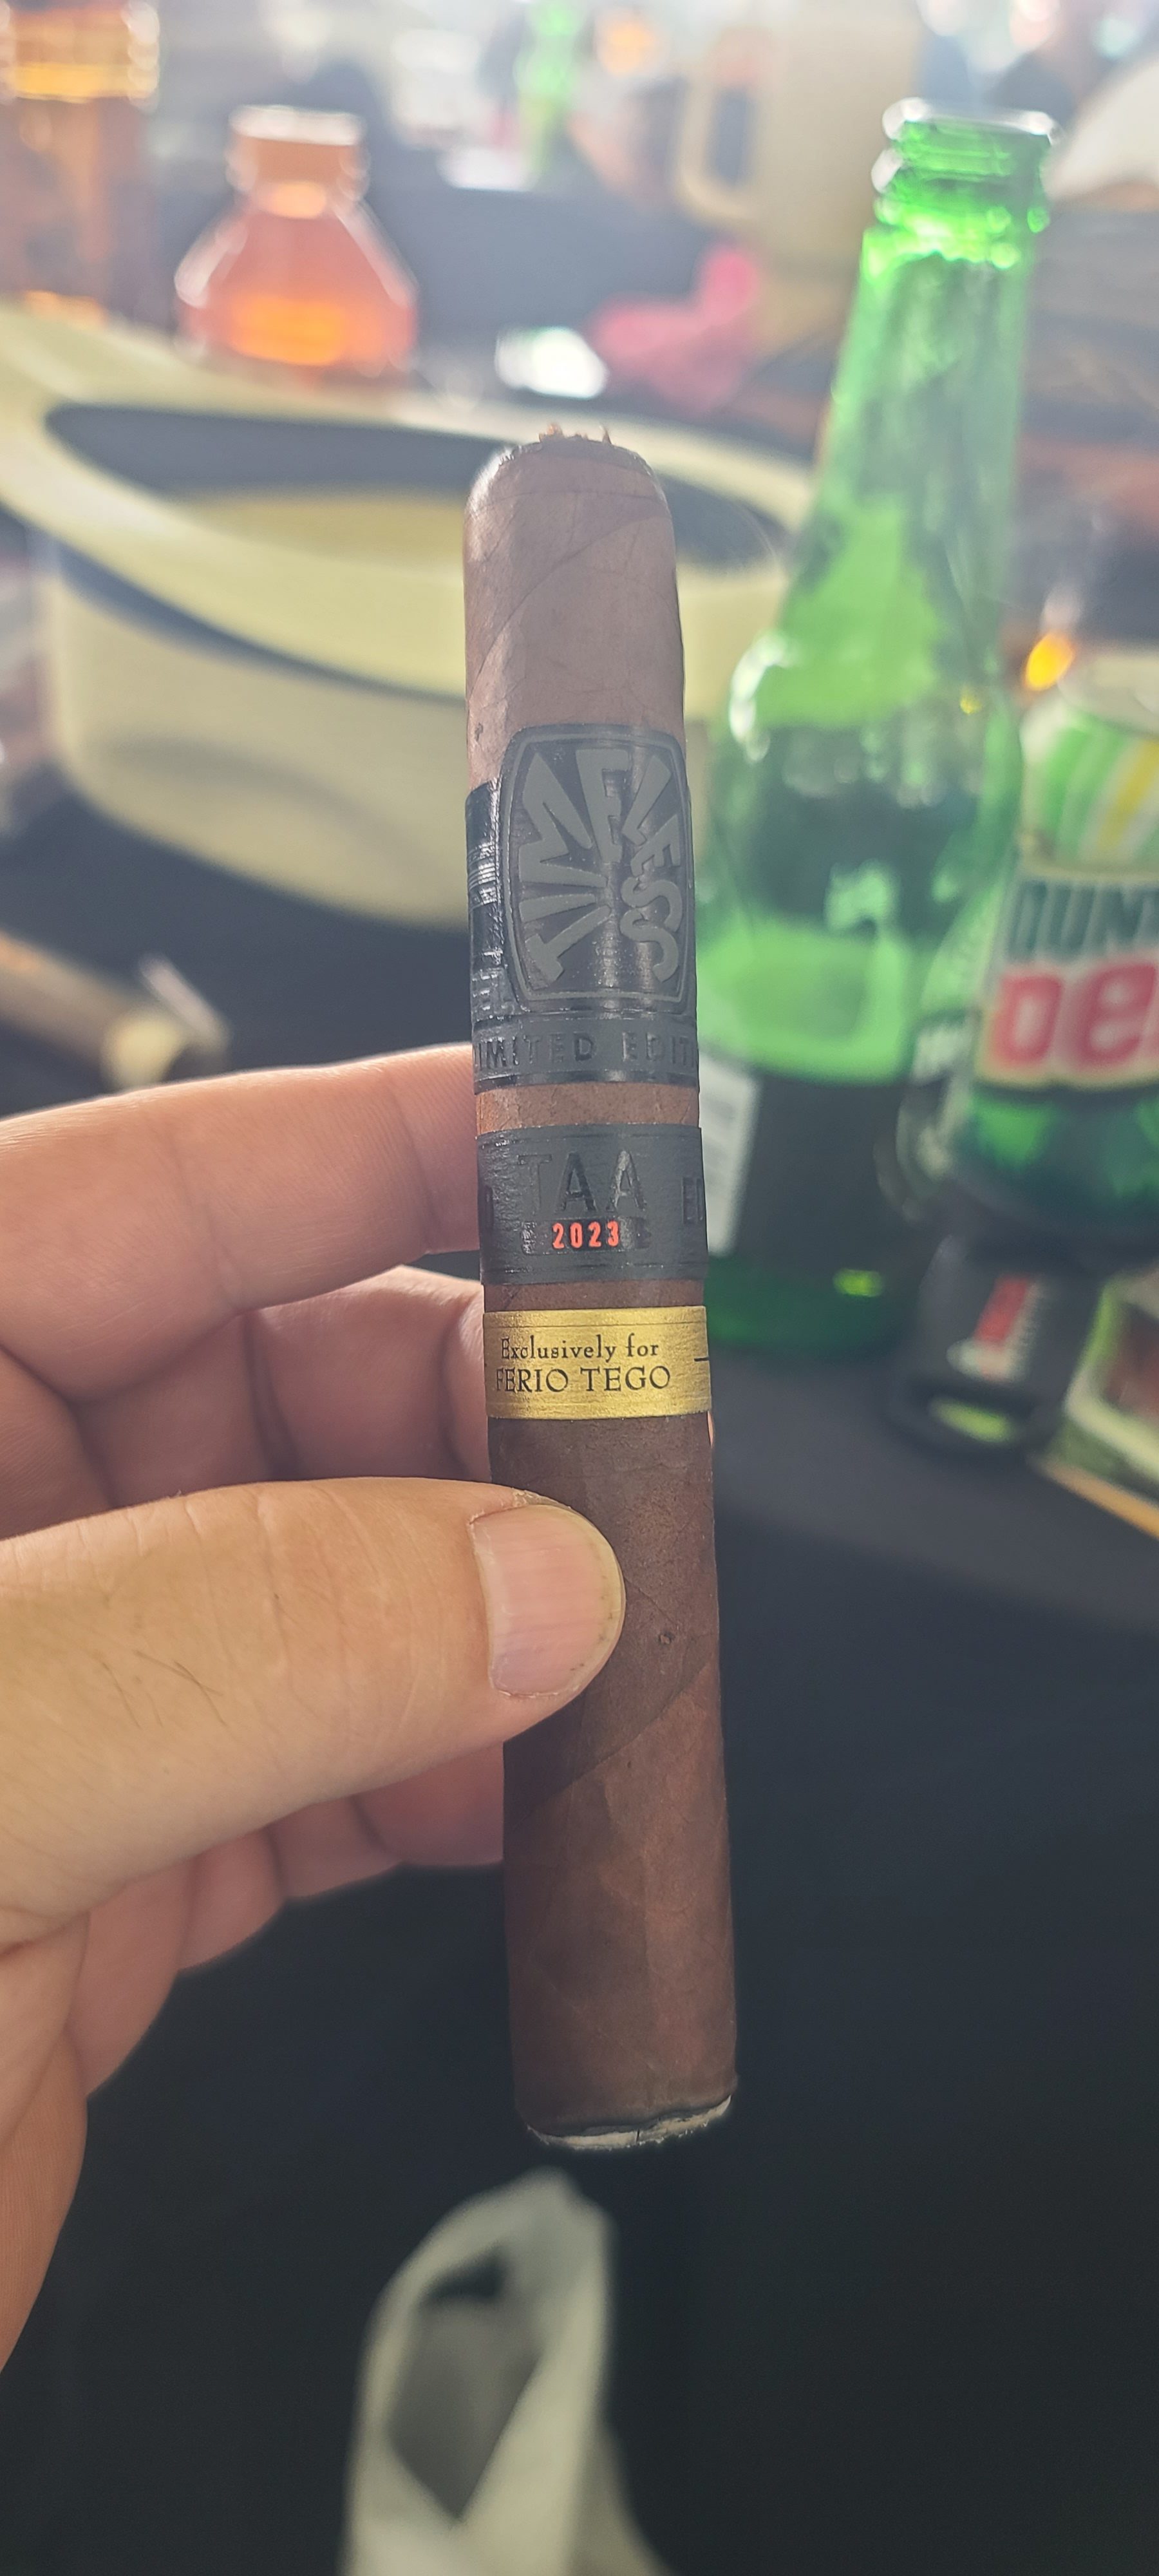 TIMELESS
LIMITED EDITI
TAA
2023
Exclusively for
FERIO TEGO